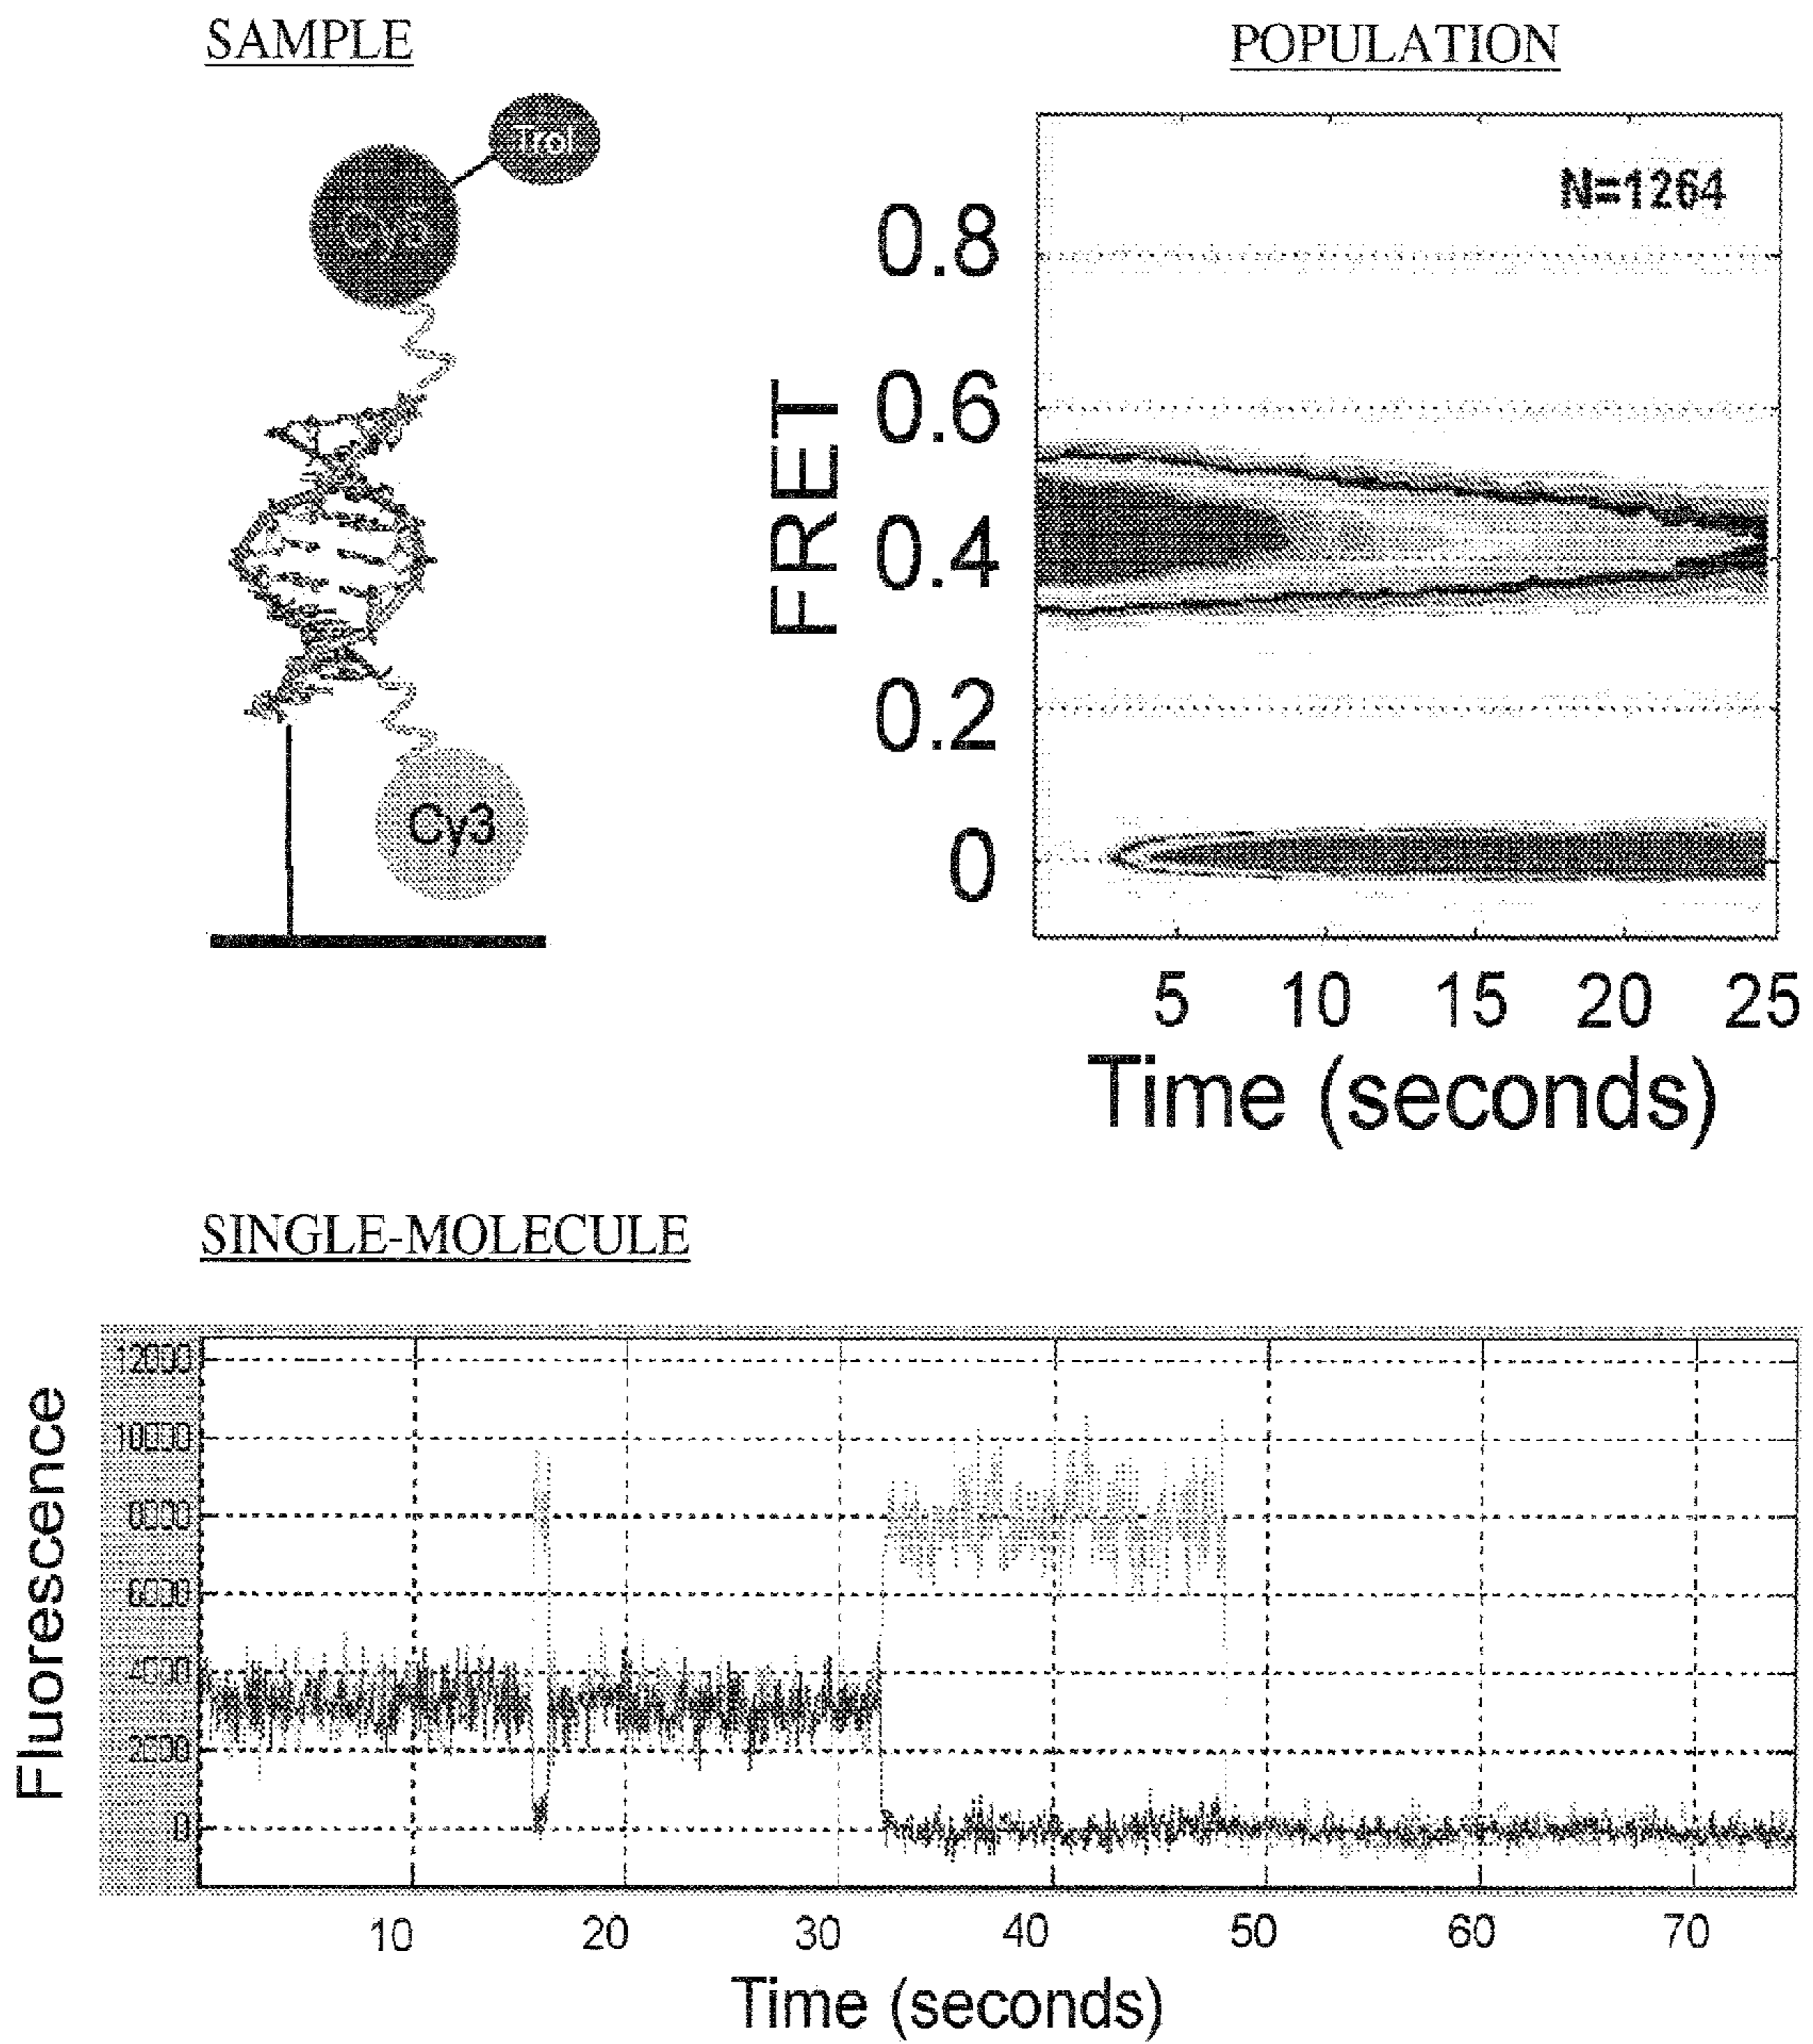 SAMPLE
Trol
Cy5
Cy3
POPULATION
N=1264
FRET
0.8
0.6
0.4
0.2
0
5 10 15 20 25
Time (seconds)
SINGLE-MOLECULE
Fluorescence
12000
10000
8000
6000
4000
2000
0
10 20 30 40 50 60 70
Time (seconds)